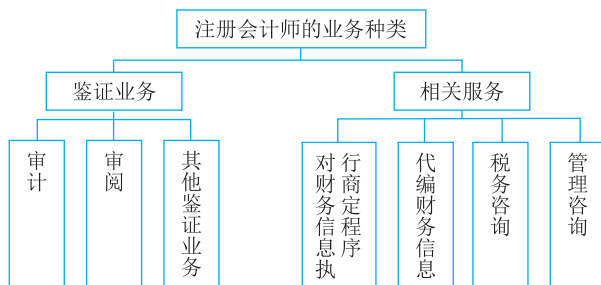 注册会计师的业务种类
鉴证业务
相关服务
审计
审阅
其他鉴证业务
对财务信息执
行商定程序
代编财务信息
税务咨询
管理咨询